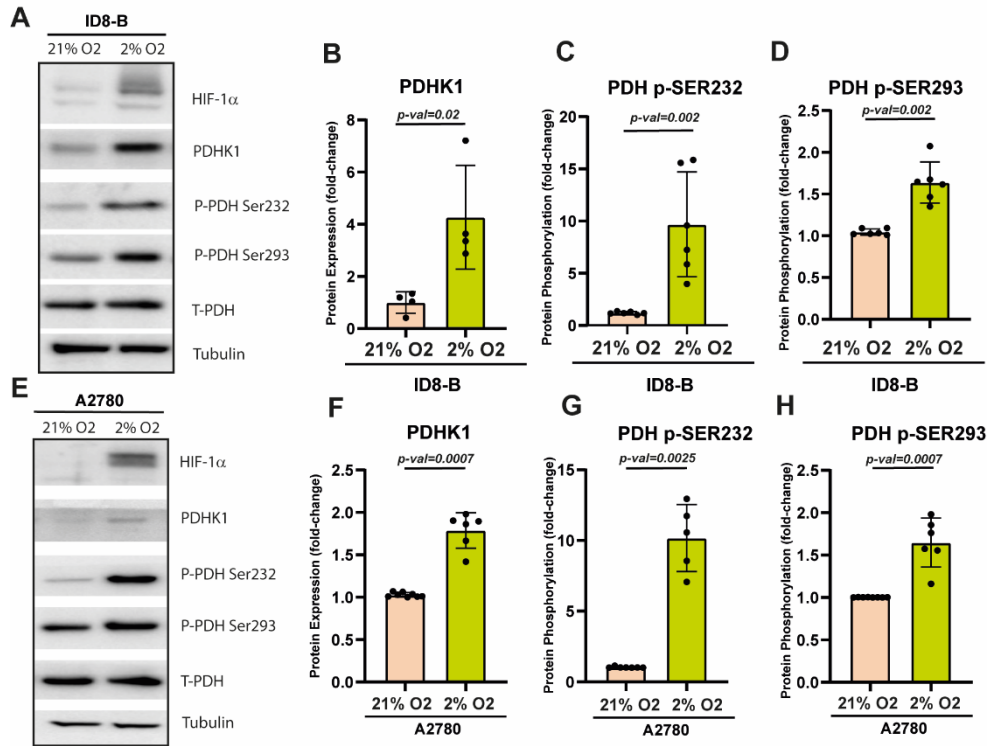 A
ID8-B
21% O2 2% O2
HIF-1α
PDHK1
P-PDH Ser232
P-PDH Ser293
T-PDH
Tubulin
B
PDHK1
p-val=0.02
Protein Expression (fold-change)
8
6
4
2
0
21% O2 2% O2
C
PDH p-SER232
p-val=0.002
Protein Phosphorylation (fold-change)
20
15
10
5
0
21% O2 2% O2
D
PDH p-SER293
p-val=0.002
Protein Phosphorylation (fold-change)
2.5
2.0
1.5
1.0
0.5
0.0
21% O2 2% O2
ID8-B
ID8-B
ID8-B
E
A2780
21% O2 2% O2
HIF-1α
PDHK1
P-PDH Ser232
P-PDH Ser293
T-PDH
Tubulin
F
PDHK1
p-val=0.0007
Protein Expression (fold-change)
2.5
2.0
1.5
1.0
0.5
0.0
21% O2 2% O2
A2780
G
PDH p-SER232
p-val=0.0025
Protein Phosphorylation (fold-change)
15
10
5
0
21% O2 2% O2
A2780
H
PDH p-SER293
p-val=0.0007
Protein Phosphorylation (fold-change)
2.5
2.0
1.5
1.0
0.5
0.0
21% O2 2% O2
A2780